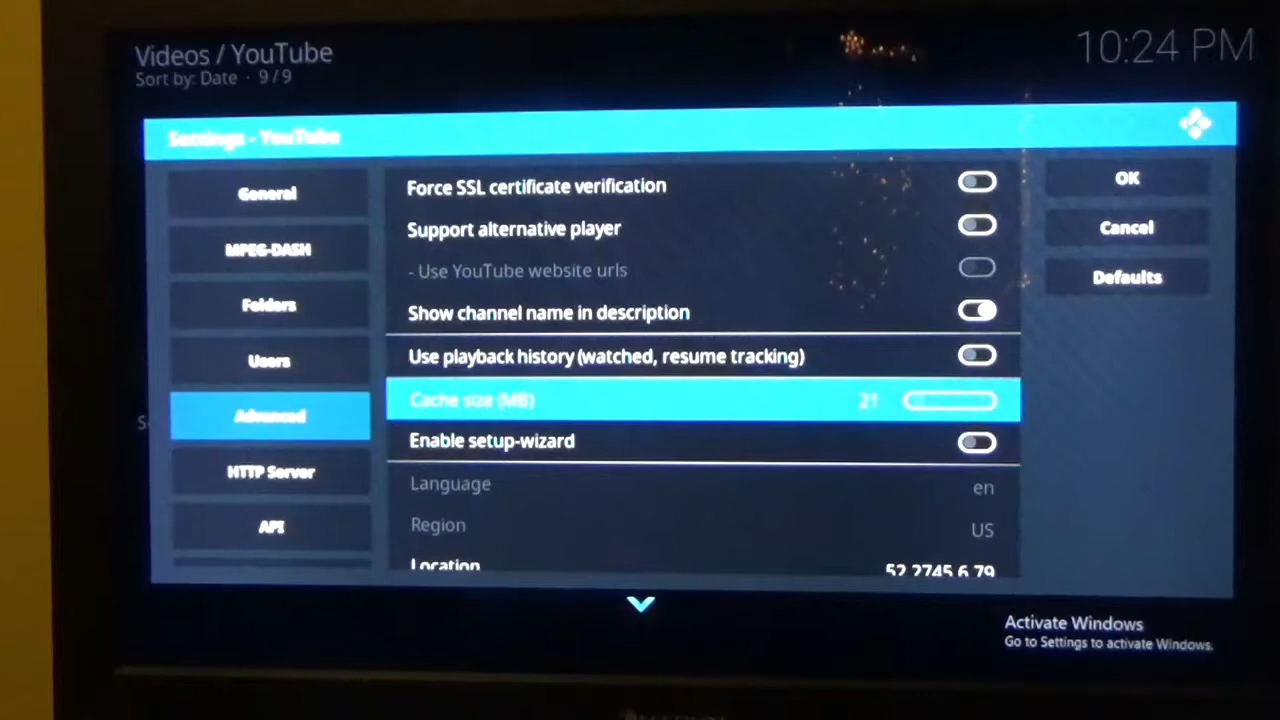 Videos / YouTube
Sort by: Date · 9 / 9
10:24 PM
Settings - YouTube
General
MPEG-DASH
Folders
Users
Advanced
HTTP Server
API
Force SSL certificate verification
Support alternative player
- Use YouTube website urls
Show channel name in description
Use playback history (watched, resume tracking)
Cache size (MB) 21
Enable setup-wizard
Language en
Region US
Location 52.2745,6.79
OK
Cancel
Defaults
Activate Windows
Go to Settings to activate Windows.